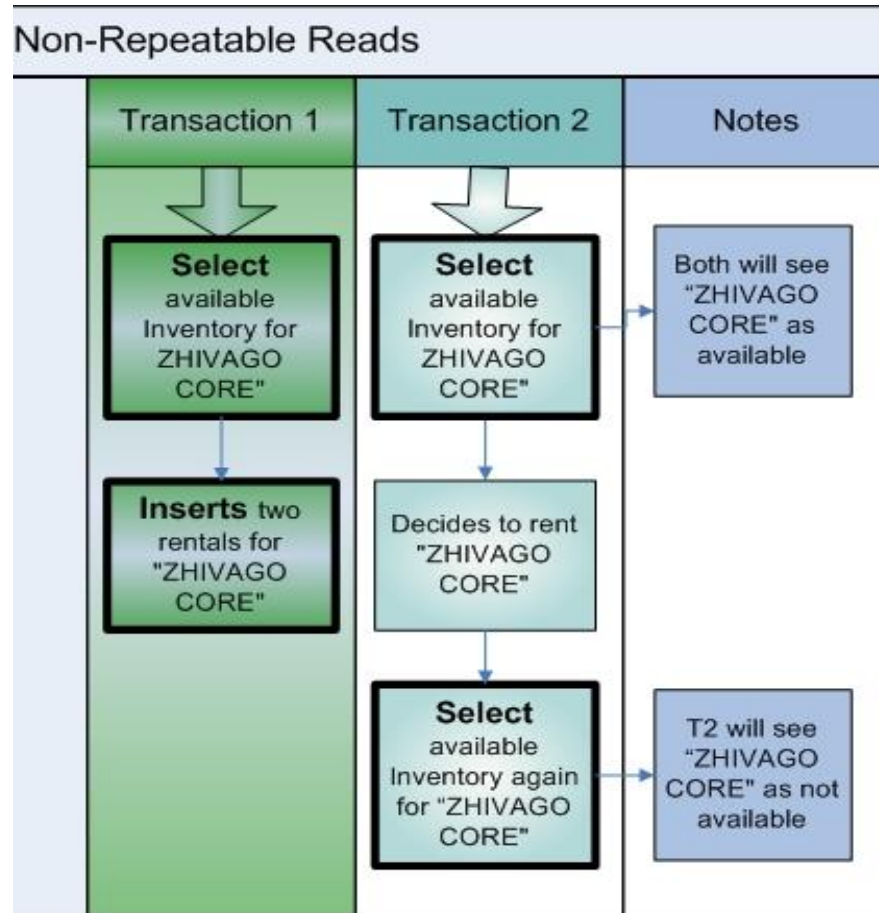 Non-Repeatable Reads
Transaction 1
Transaction 2
Notes
Select
available
Inventory for
ZHIVAGO
CORE"
Select
available
Inventory for
ZHIVAGO
CORE"
Both will see
“ZHIVAGO
CORE" as
available
Inserts two
rentals for
"ZHIVAGO
CORE"
Decides to rent
"ZHIVAGO
CORE"
Select
available
Inventory again
for “ZHIVAGO
CORE"
T2 will see
“ZHIVAGO
CORE" as not
available